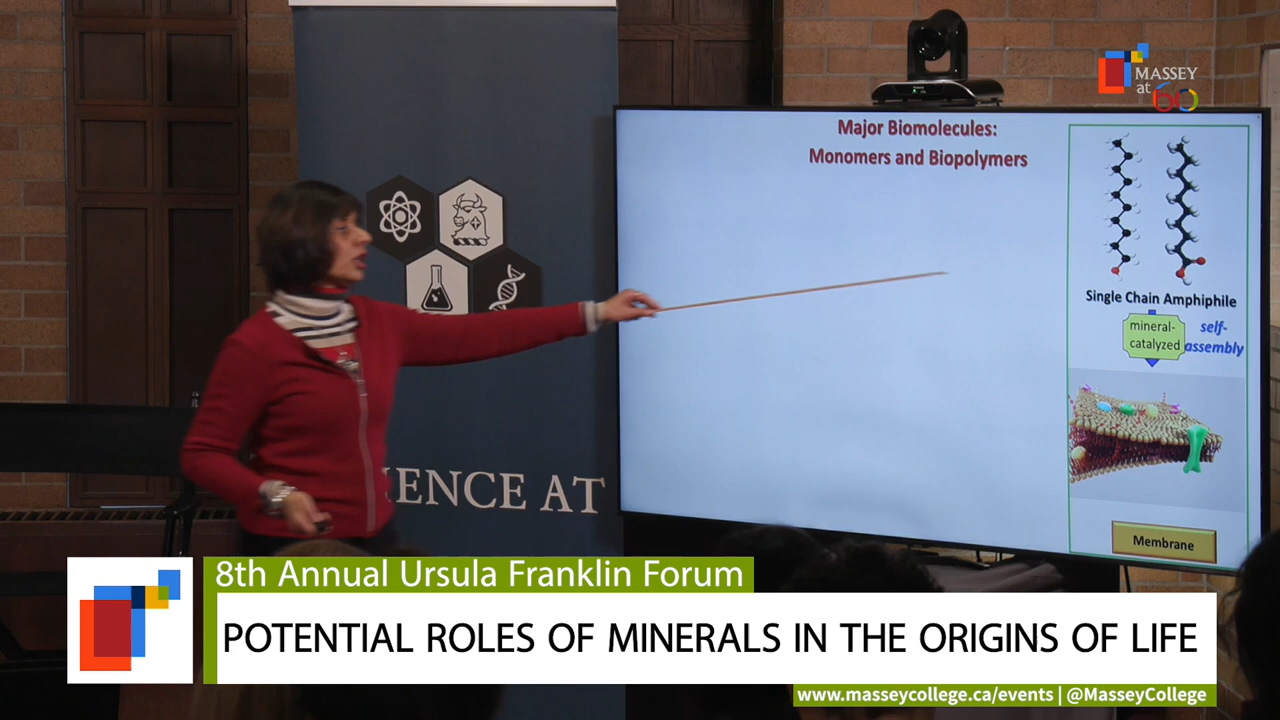 MASSEY
at
60
Major Biomolecules:
Monomers and Biopolymers
Single Chain Amphiphile
mineral-
catalyzed
self-
assembly
Membrane
IENCE AT
8th Annual Ursula Franklin Forum
POTENTIAL ROLES OF MINERALS IN THE ORIGINS OF LIFE
www.masseycollege.ca/events | @MasseyCollege